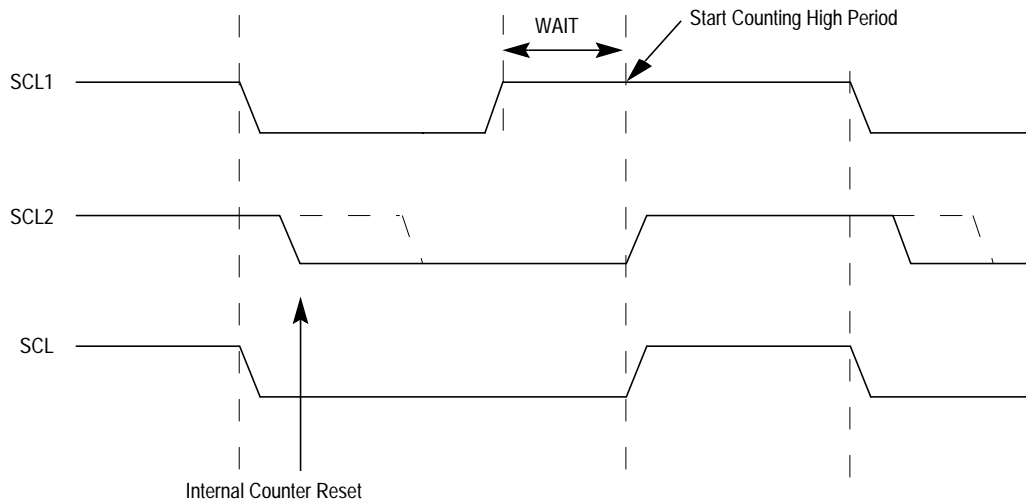 Start Counting High Period
WAIT
SCL1
SCL2
SCL
Internal Counter Reset